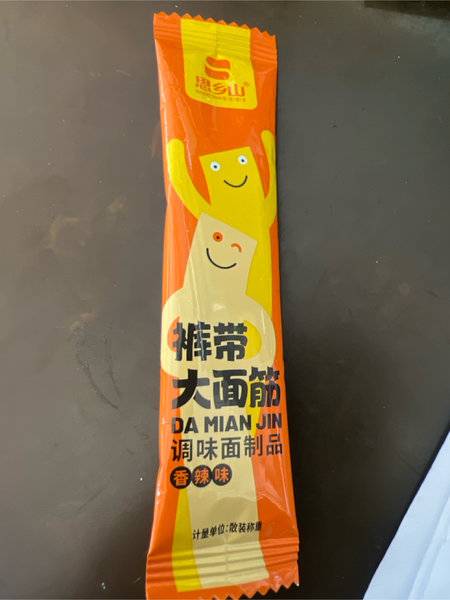 思乡山®
裤带
大面筋
DA MIAN JIN
调味面制品
香辣味
计量单位:散装称重